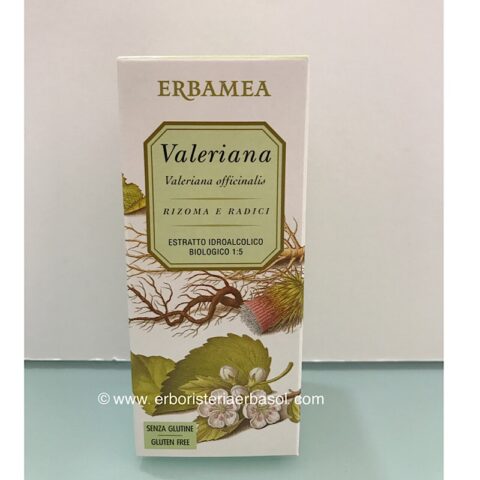 ERBAMEA
Valeriana
Valeriana officinalis
RIZOMA E RADICI
ESTRATTO IDROALCOLICO
BIOLOGICO 1:5
© www. erboristeriaerbasol.com
SENZA GLUTINE
GLUTEN FREE